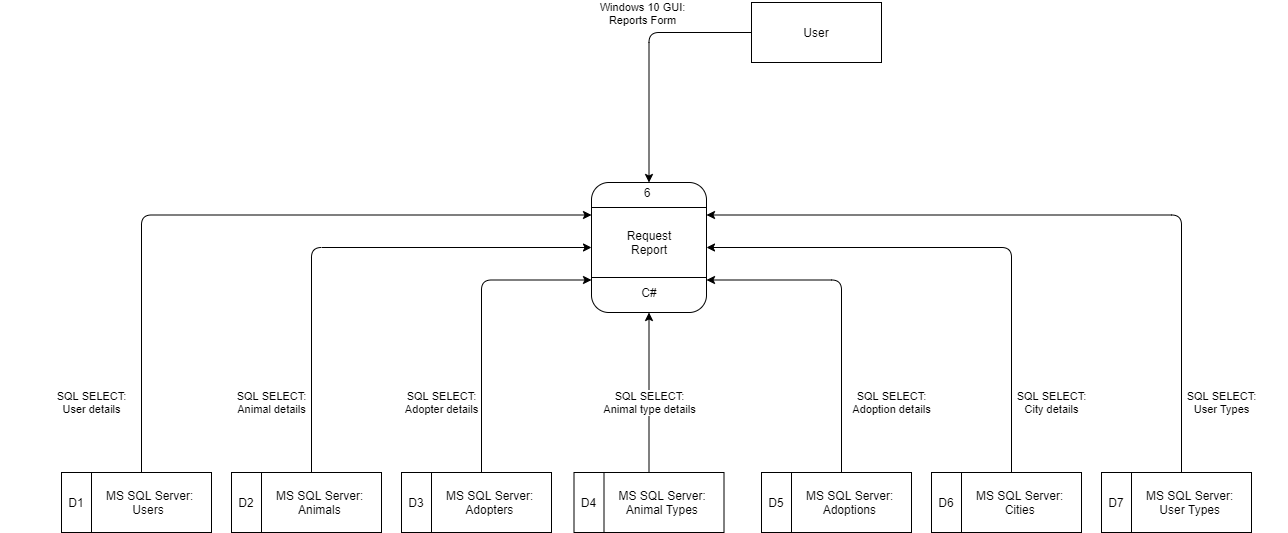 Windows 10 GUI:
Reports Form
User
6
Request
Report
C#
SQL SELECT:
User details
SQL SELECT:
Animal details
SQL SELECT:
Adopter details
SQL SELECT:
Animal type details
SQL SELECT:
Adoption details
SQL SELECT:
City details
SQL SELECT:
User Types
D1
MS SQL Server:
Users
D2
MS SQL Server:
Animals
D3
MS SQL Server:
Adopters
D4
MS SQL Server:
Animal Types
D5
MS SQL Server:
Adoptions
D6
MS SQL Server:
Cities
D7
MS SQL Server:
User Types